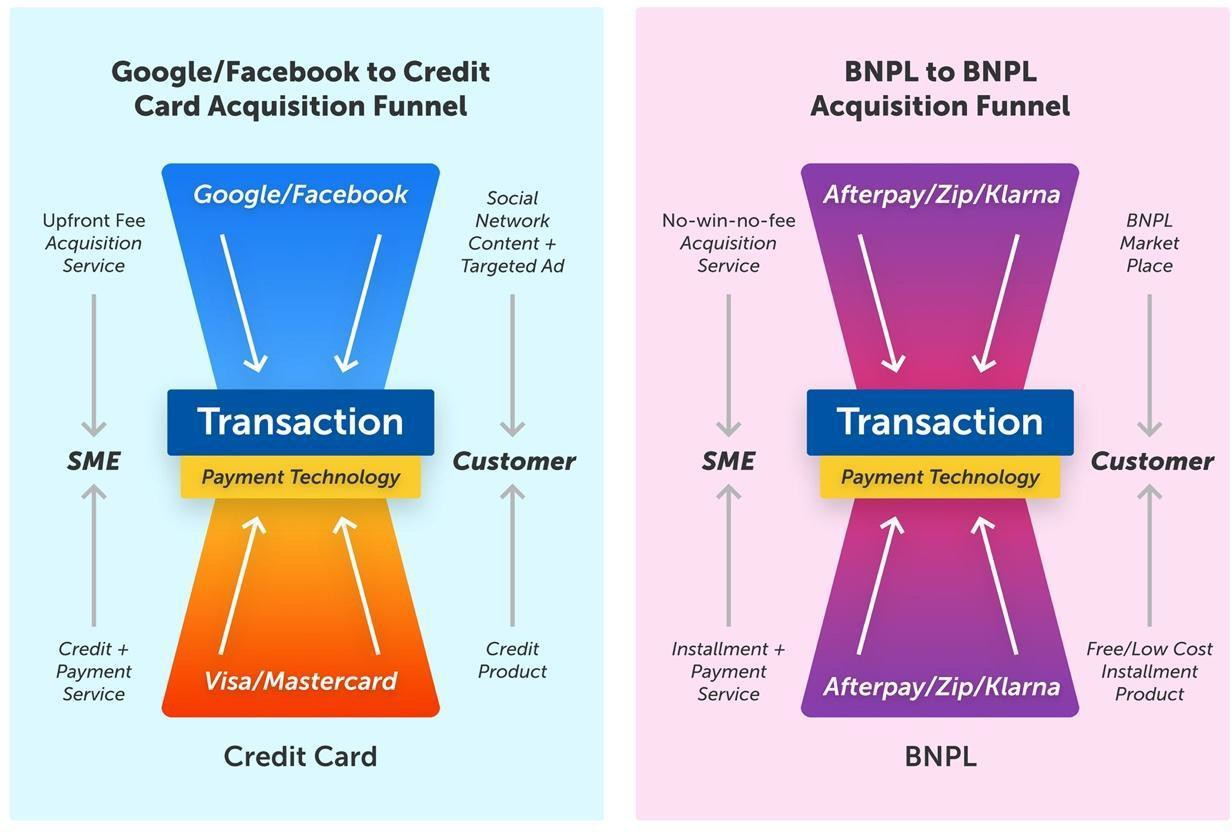 Google/Facebook to Credit
Card Acquisition Funnel
Google/Facebook
Upfront Fee
Acquisition
Service
Social
Network
Content +
Targeted Ad
Transaction
SME
Payment Technology
Customer
Credit +
Payment
Service
Visa/Mastercard
Credit
Product
Credit Card
BNPL to BNPL
Acquisition Funnel
Afterpay/Zip/Klarna
No-win-no-fee
Acquisition
Service
BNPL
Market
Place
Transaction
SME
Payment Technology
Customer
Installment +
Payment
Service
Afterpay/Zip/Klarna
Free/Low Cost
Installment
Product
BNPL